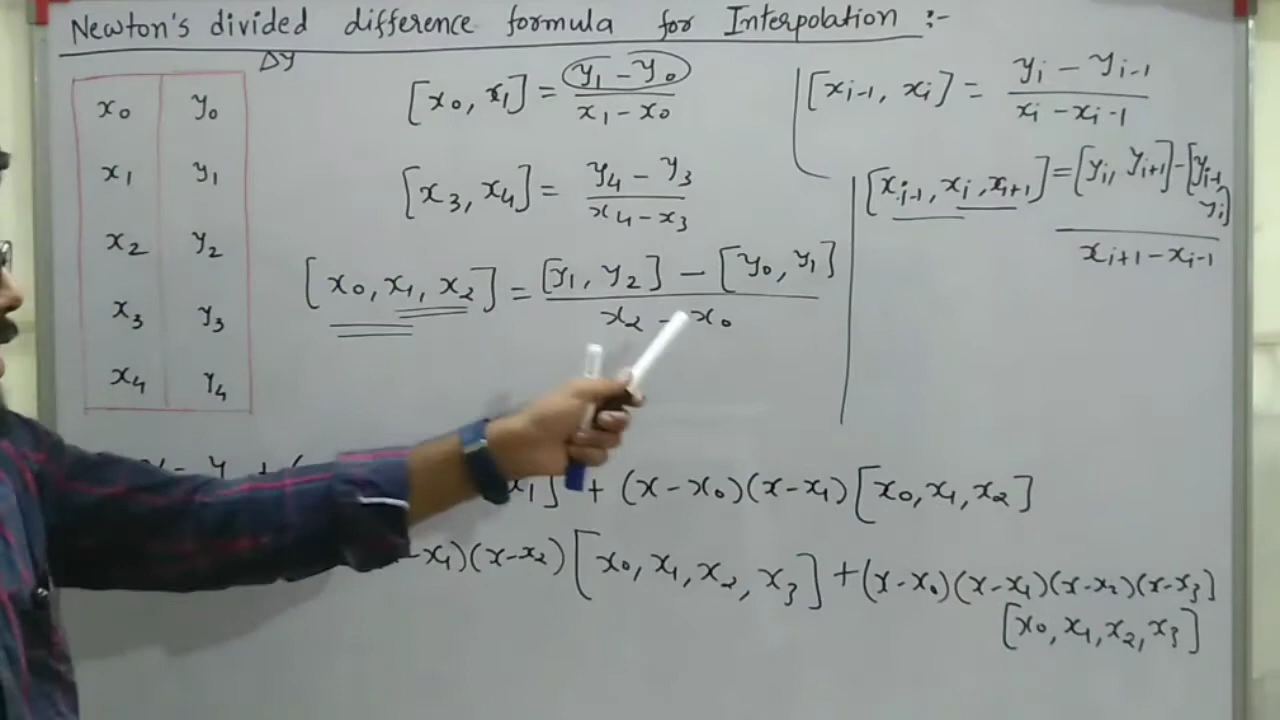 Newton's divided difference formula for Interpolation :-
Δy
x₀ y₀
x₁ y₁
x₂ y₂
x₃ y₃
x₄ y₄
[x₀, x₁] = (y₁ - y₀) / (x₁ - x₀)
[x₃, x₄] = (y₄ - y₃) / (x₄ - x₃)
[x₀, x₁, x₂] = ([y₁, y₂] - [y₀, y₁]) / (x₂ - x₀)
[xᵢ₋₁, xᵢ] = (yᵢ - yᵢ₋₁) / (xᵢ - xᵢ₋₁)
[xᵢ₋₁, xᵢ, xᵢ₊₁] = ([yᵢ, yᵢ₊₁] - [yᵢ₋₁, yᵢ]) / (xᵢ₊₁ - xᵢ₋₁)
x₁] + (x-x₀)(x-x₁)[x₀, x₁, x₂]
-x₁)(x-x₂)[x₀, x₁, x₂, x₃] + (x-x₀)(x-x₁)(x-x₂)(x-x₃)
[x₀, x₁, x₂, x₃]